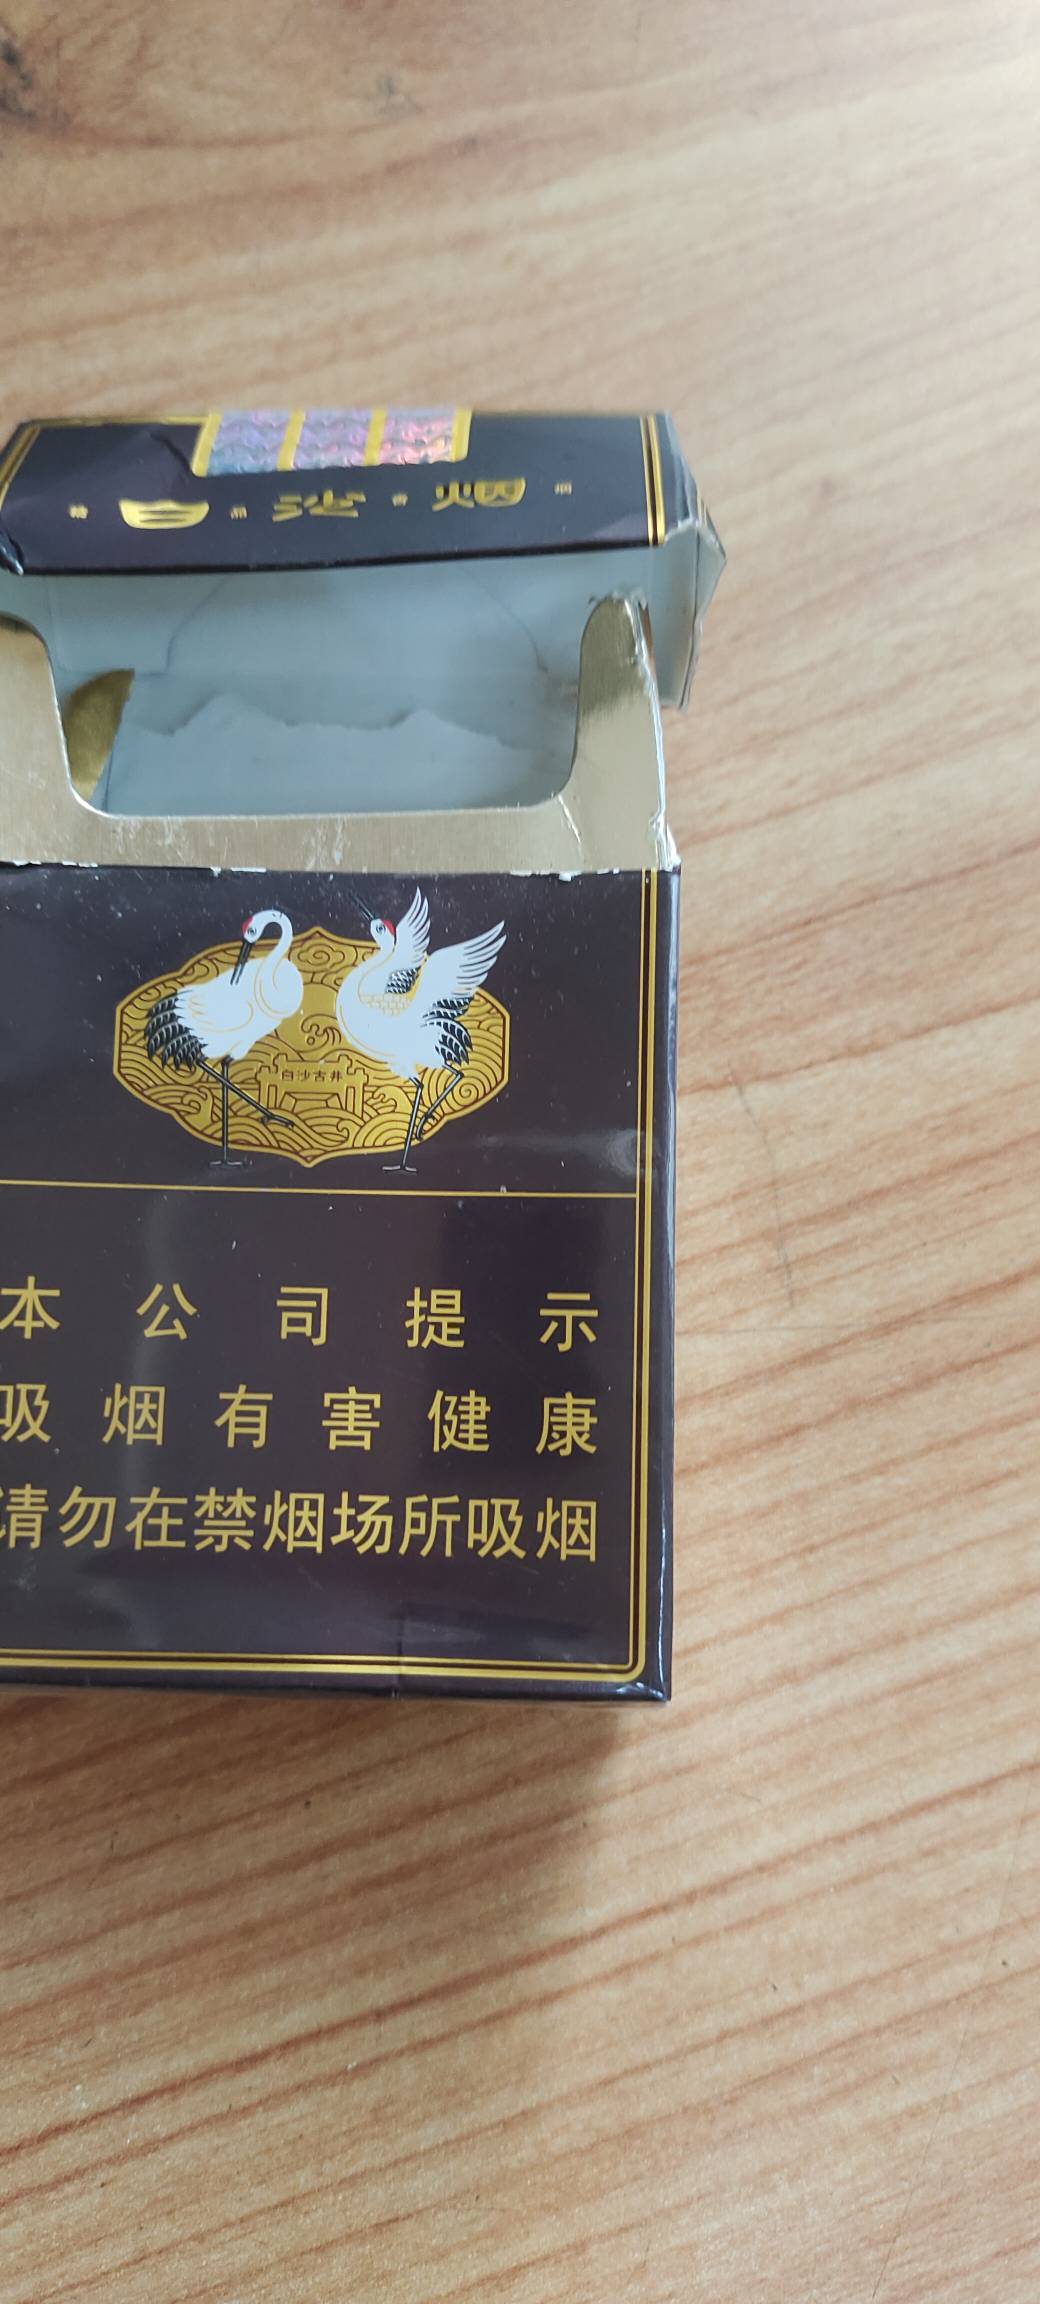 白沙烟
白沙古井
本公司提示
吸烟有害健康
请勿在禁烟场所吸烟